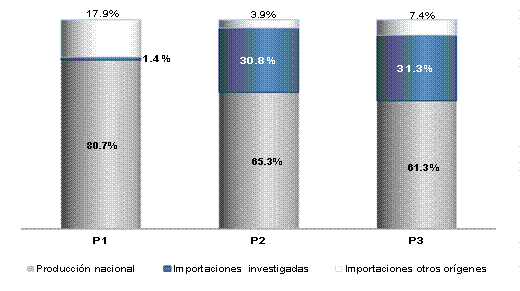 17.9% 3.9% 7.4%
1.4% 30.8% 31.3%
80.7% 65.3% 61.3%
P1 P2 P3
Producción nacional Importaciones investigadas Importaciones otros orígenes